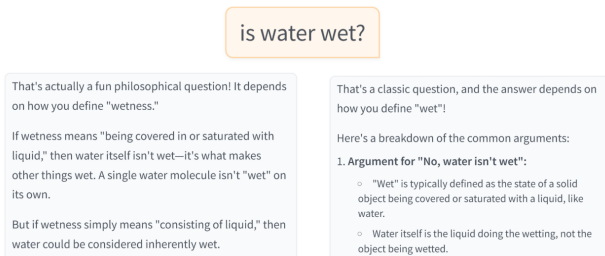 is water wet?
That's actually a fun philosophical question! It depends
on how you define "wetness."
If wetness means "being covered in or saturated with
liquid," then water itself isn't wet—it's what makes
other things wet. A single water molecule isn't "wet" on
its own.
But if wetness simply means "consisting of liquid," then
water could be considered inherently wet.
That's a classic question, and the answer depends on
how you define "wet"!
Here's a breakdown of the common arguments:
1. Argument for "No, water isn't wet":
○ "Wet" is typically defined as the state of a solid
object being covered or saturated with a liquid, like
water.
○ Water itself is the liquid doing the wetting, not the
object being wetted.